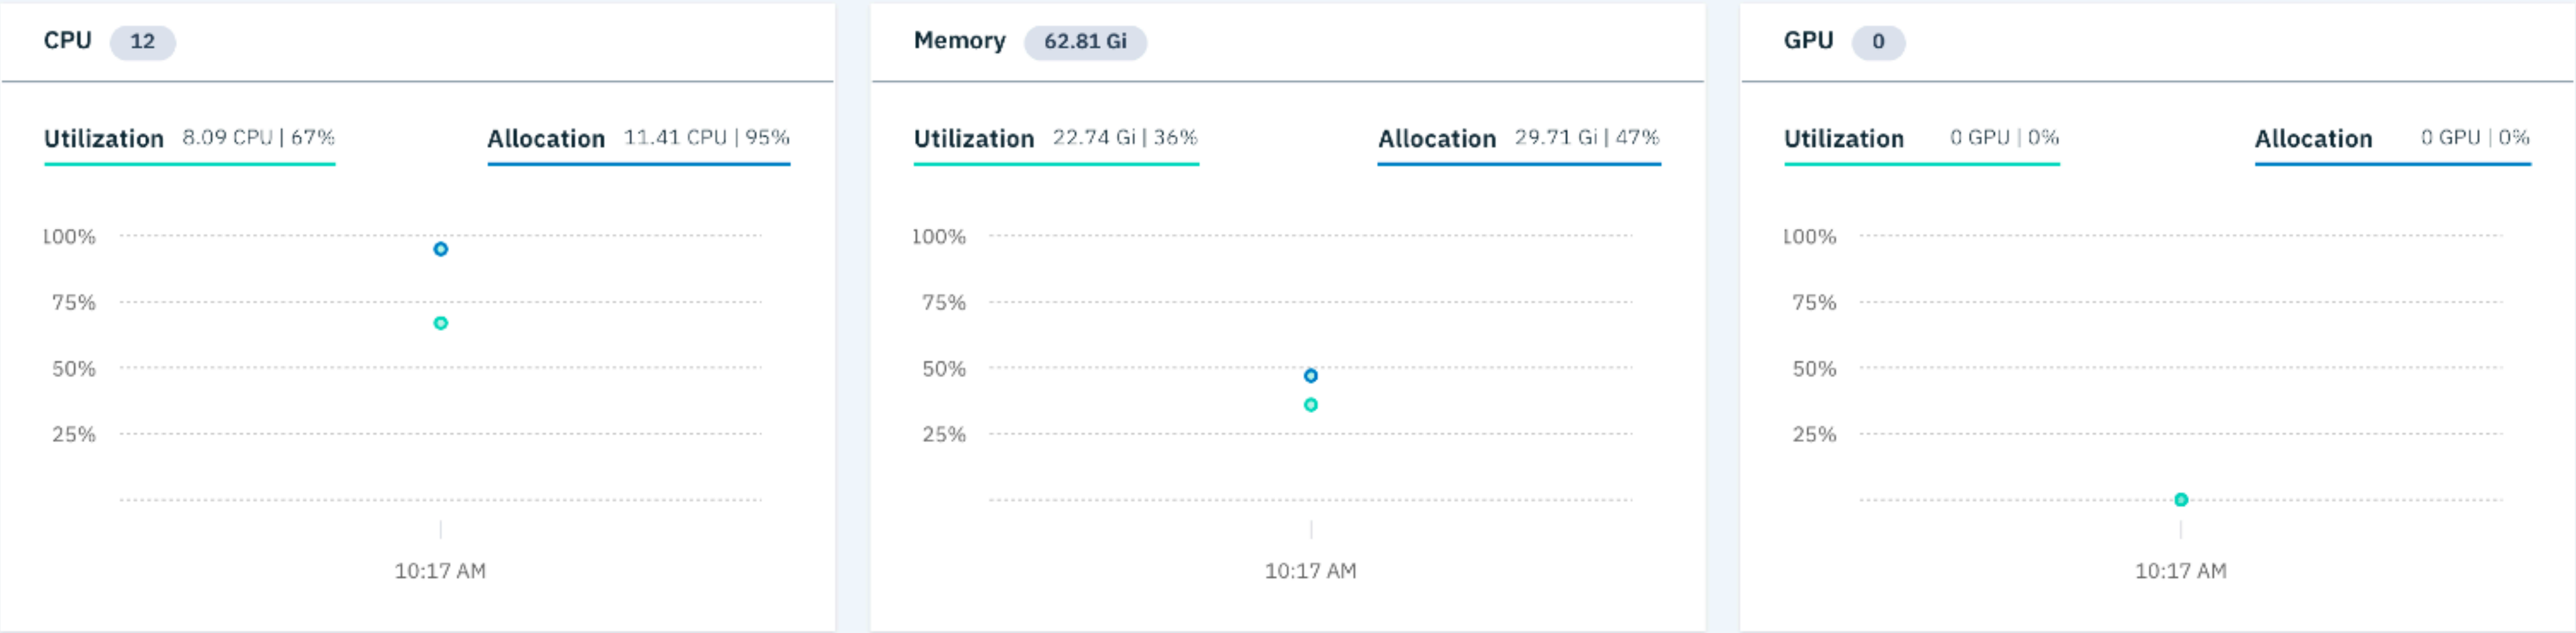 CPU 12
Utilization 8.09 CPU | 67% Allocation 11.41 CPU | 95%
100%
75%
50%
25%
10:17 AM
Memory 62.81 Gi
Utilization 22.74 Gi | 36% Allocation 29.71 Gi | 47%
100%
75%
50%
25%
10:17 AM
GPU 0
Utilization 0 GPU | 0% Allocation 0 GPU | 0%
100%
75%
50%
25%
10:17 AM